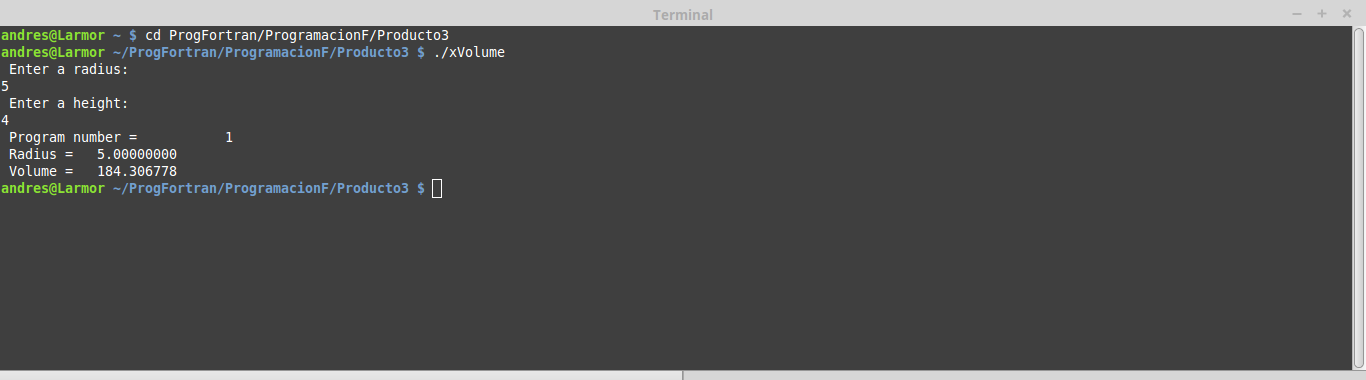 Terminal
andres@Larmor ~ $ cd ProgFortran/ProgramacionF/Producto3
andres@Larmor ~/ProgFortran/ProgramacionF/Producto3 $ ./xVolume
Enter a radius:
5
Enter a height:
4
Program number =           1
Radius =   5.00000000
Volume =   184.306778
andres@Larmor ~/ProgFortran/ProgramacionF/Producto3 $